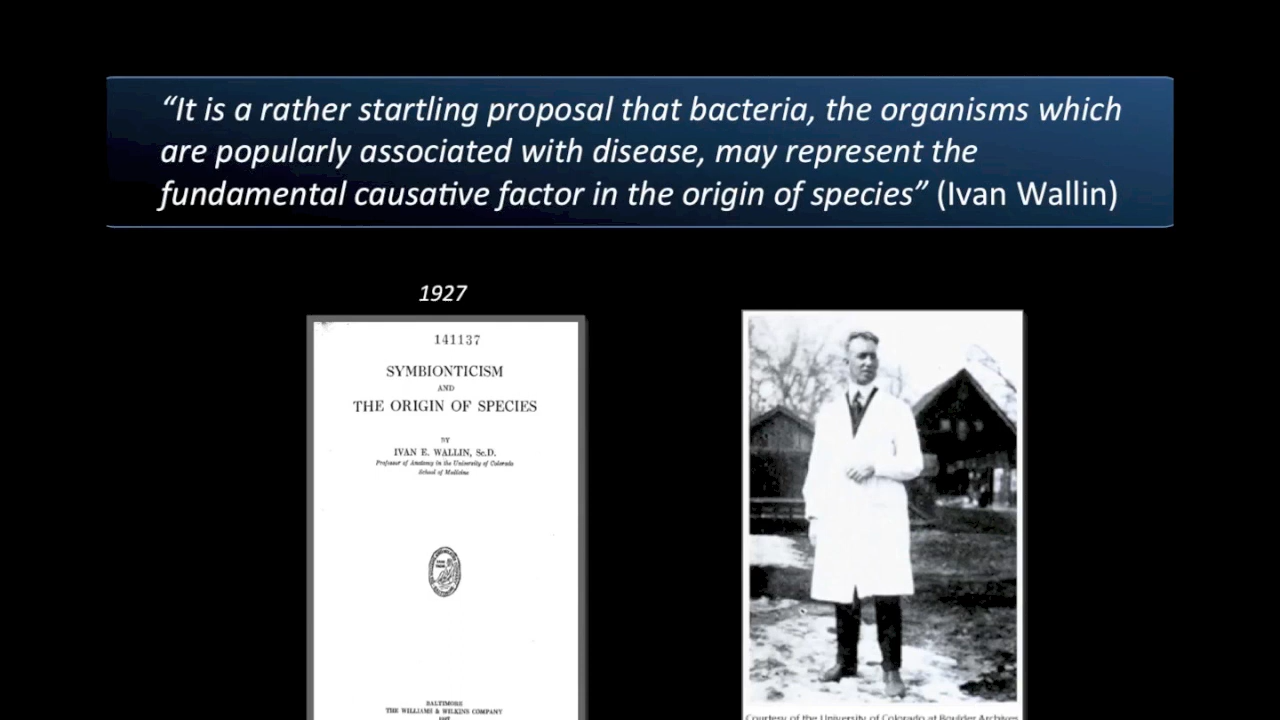 “It is a rather startling proposal that bacteria, the organisms which
are popularly associated with disease, may represent the
fundamental causative factor in the origin of species” (Ivan Wallin)
1927
141137
SYMBIONTICISM
AND
THE ORIGIN OF SPECIES
BY
IVAN E. WALLIN, Sc.D.
Professor of Anatomy in the University of Colorado
School of Medicine
BALTIMORE
THE WILLIAMS & WILKINS COMPANY
1927
Courtesy of the University of Colorado at Boulder Archives